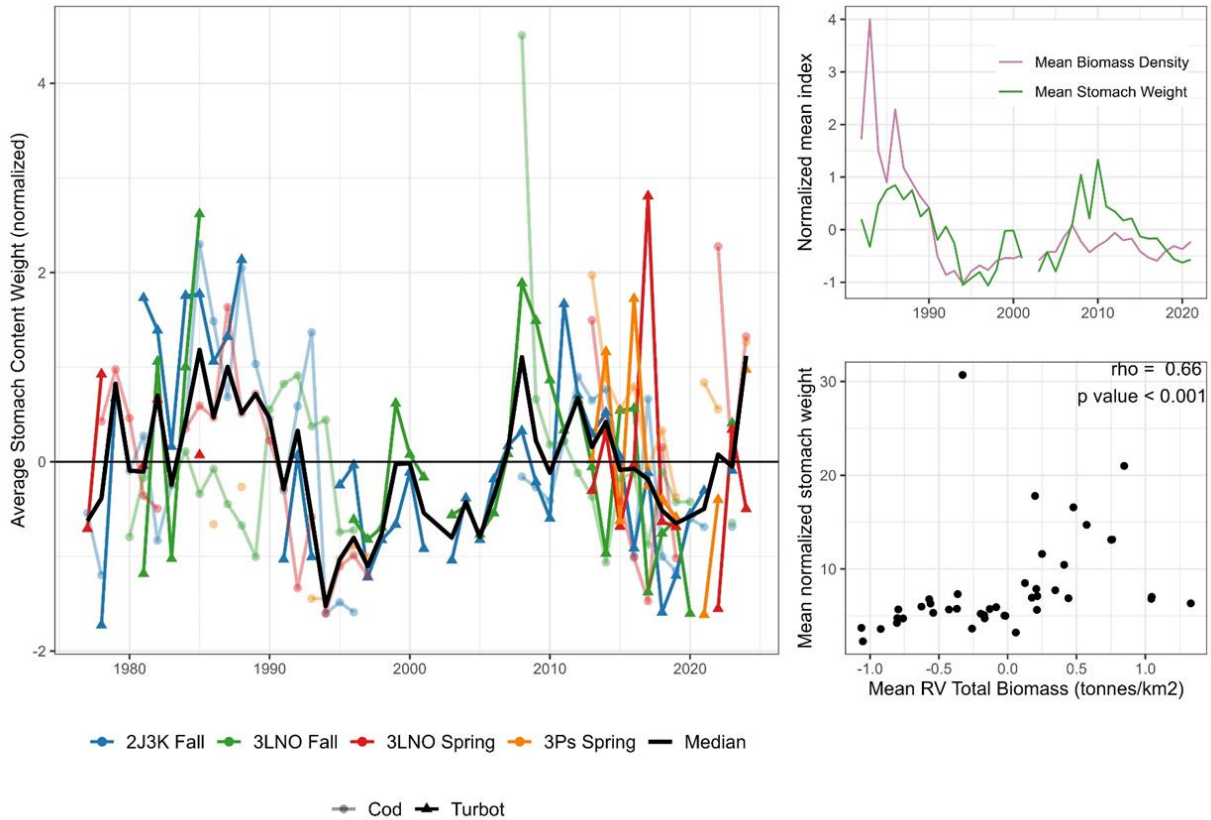 Average Stomach Content Weight (normalized)
4
2
0
-2
1980 1990 2000 2010 2020
2J3K Fall 3LNO Fall 3LNO Spring 3Ps Spring Median
Cod Turbot
Normalized mean index
4
3
2
1
0
-1
Mean Biomass Density
Mean Stomach Weight
1990 2000 2010 2020
Mean normalized stomach weight
30
20
10
rho = 0.66
p value < 0.001
-1.0 -0.5 0.0 0.5 1.0
Mean RV Total Biomass (tonnes/km2)